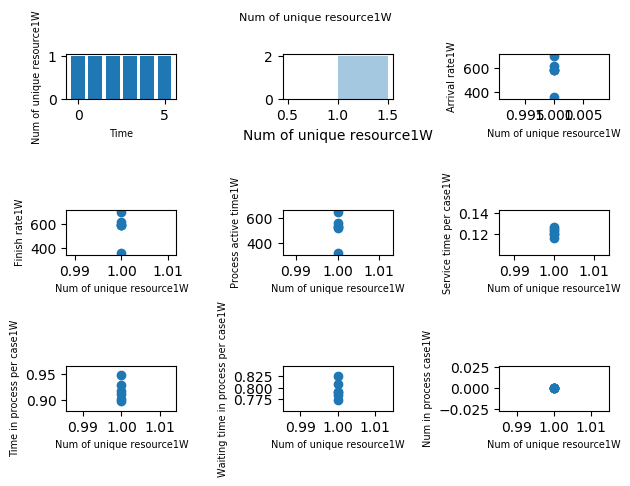 Num of unique resource1W
Num of unique resource1W
1
0
0
5
Time
2
0
0.5
1.0
1.5
Num of unique resource1W
Arrival rate1W
600
400
0.995
1.000
1.005
Num of unique resource1W
Finish rate1W
600
400
0.99
1.00
1.01
Num of unique resource1W
Process active time1W
600
400
0.99
1.00
1.01
Num of unique resource1W
Service time per case1W
0.14
0.12
0.99
1.00
1.01
Num of unique resource1W
Time in process per case1W
0.95
0.90
0.99
1.00
1.01
Num of unique resource1W
Waiting time in process per case1W
0.825
0.800
0.775
0.99
1.00
1.01
Num of unique resource1W
Num in process case1W
0.025
0.000
−0.025
0.99
1.00
1.01
Num of unique resource1W